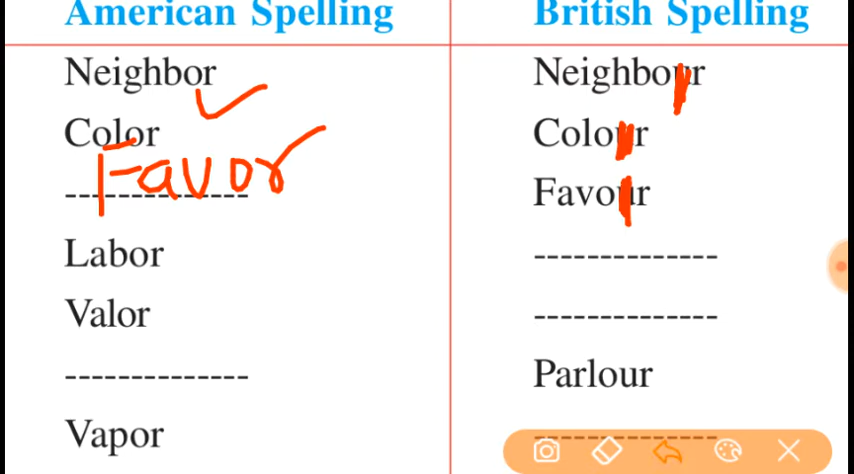 American Spelling British Spelling
Neighbor Neighbour
Color Colour
Favor Favour
Labor --------------
Valor --------------
-------------- Parlour
Vapor --------------